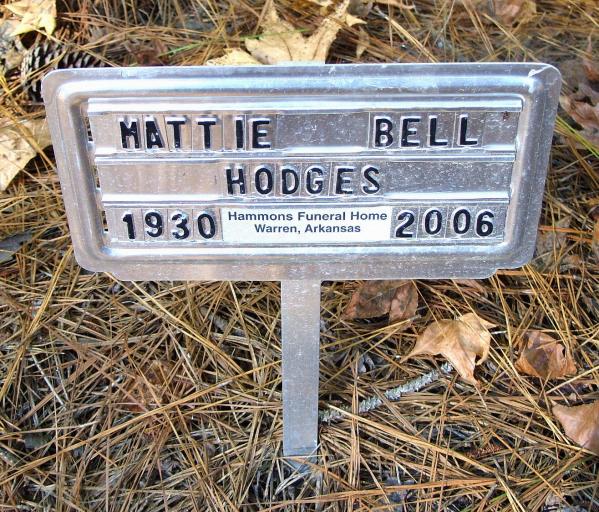 MATTIE BELL
HODGES
1930 Hammons Funeral Home 2006
Warren, Arkansas